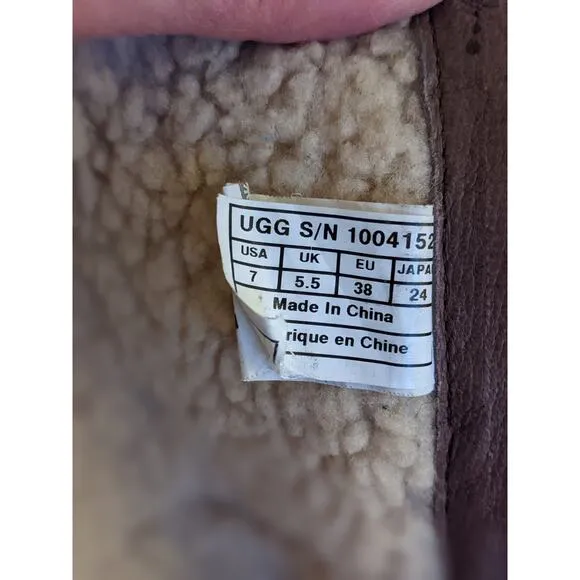 UGG S/N 1004152
USA UK EU JAPA
7 5.5 38 24
Made In China
rique en Chine